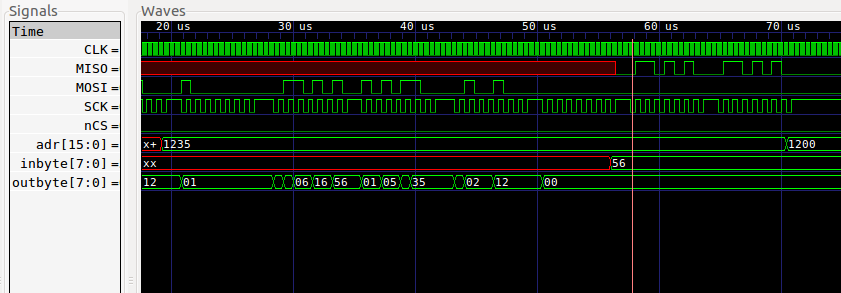 Signals
Waves
Time
20 us 30 us 40 us 50 us 60 us 70 us
CLK =
MISO =
MOSI =
SCK =
nCS =
adr [15:0] = x+ 1235 1200
inbyte[7:0] = xx 56
outbyte[7:0] = 12 01 06 16 56 01 05 35 02 12 00